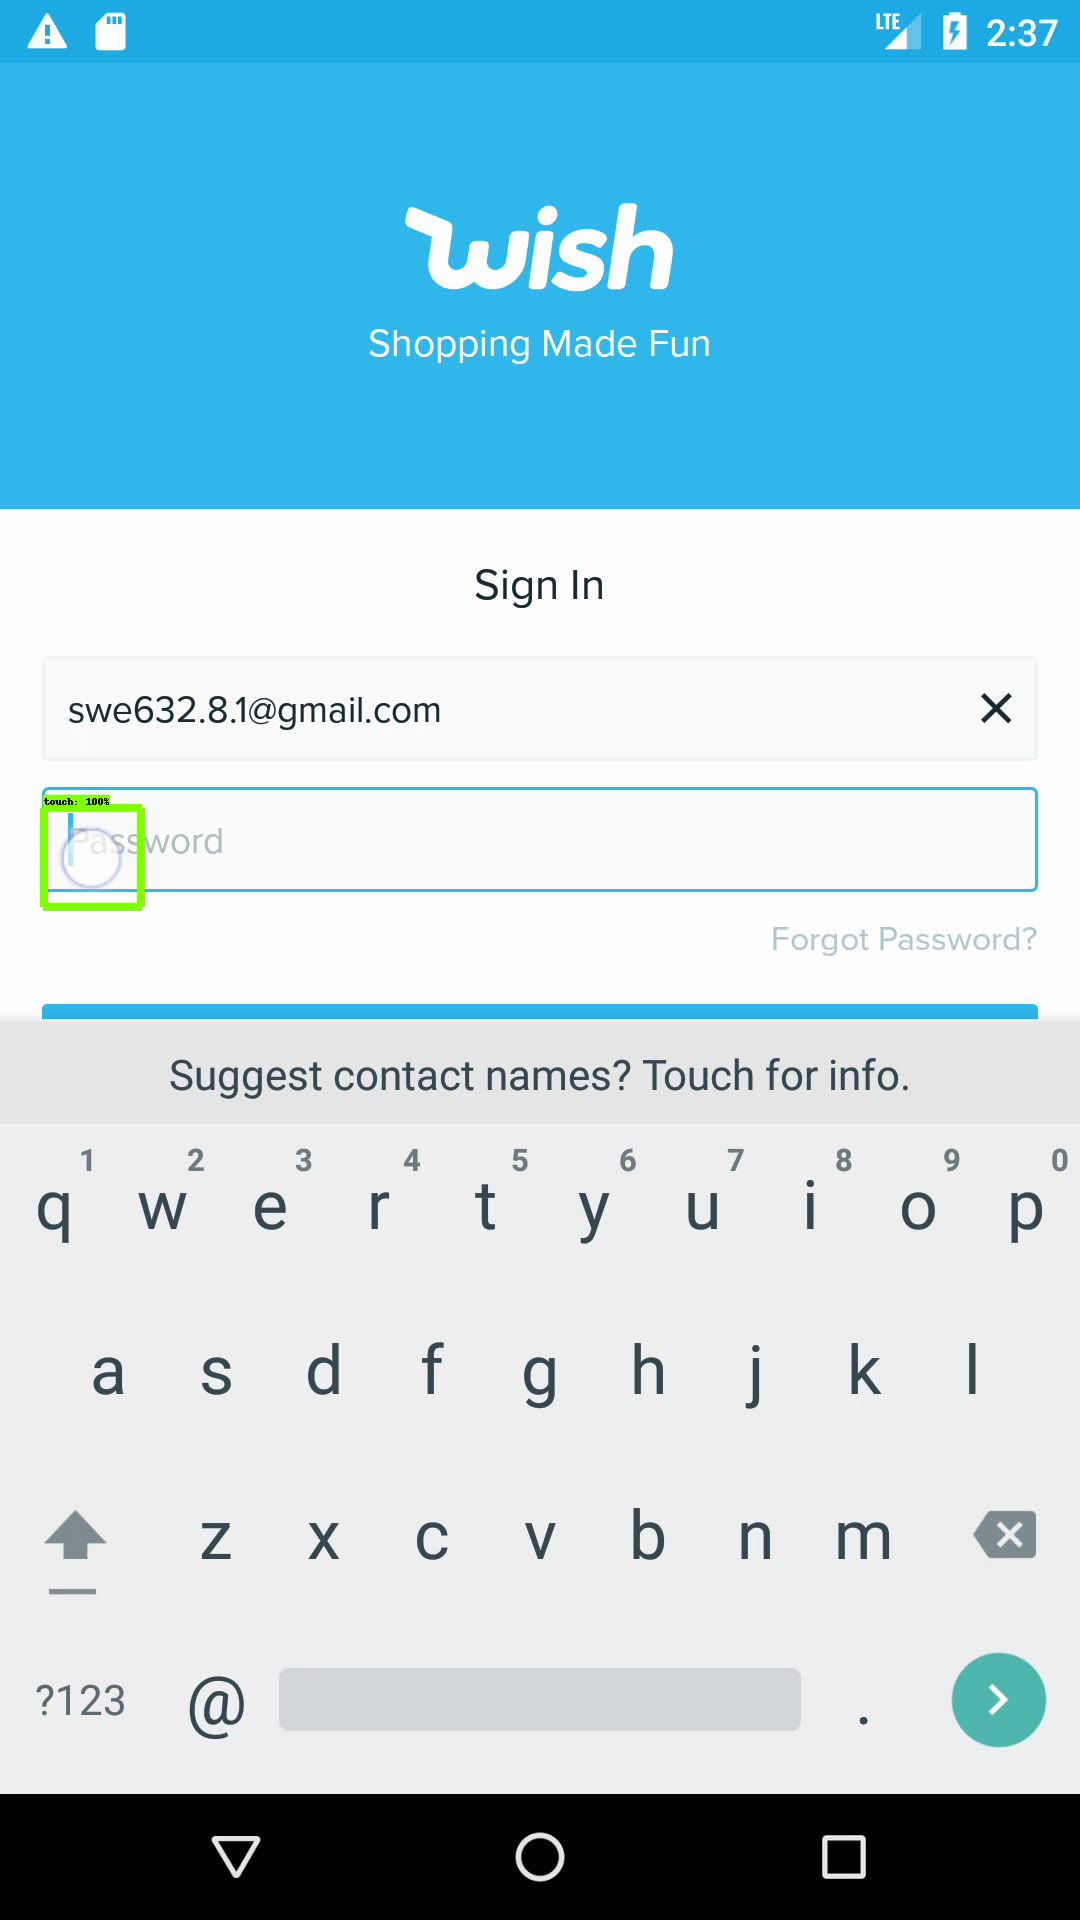 LTE 2:37
wish
Shopping Made Fun
Sign In
swe632.8.1@gmail.com
touch: 100%
Password
Forgot Password?
Suggest contact names? Touch for info.
1 2 3 4 5 6 7 8 9 0
q w e r t y u i o p
a s d f g h j k l
z x c v b n m
?123 @ .